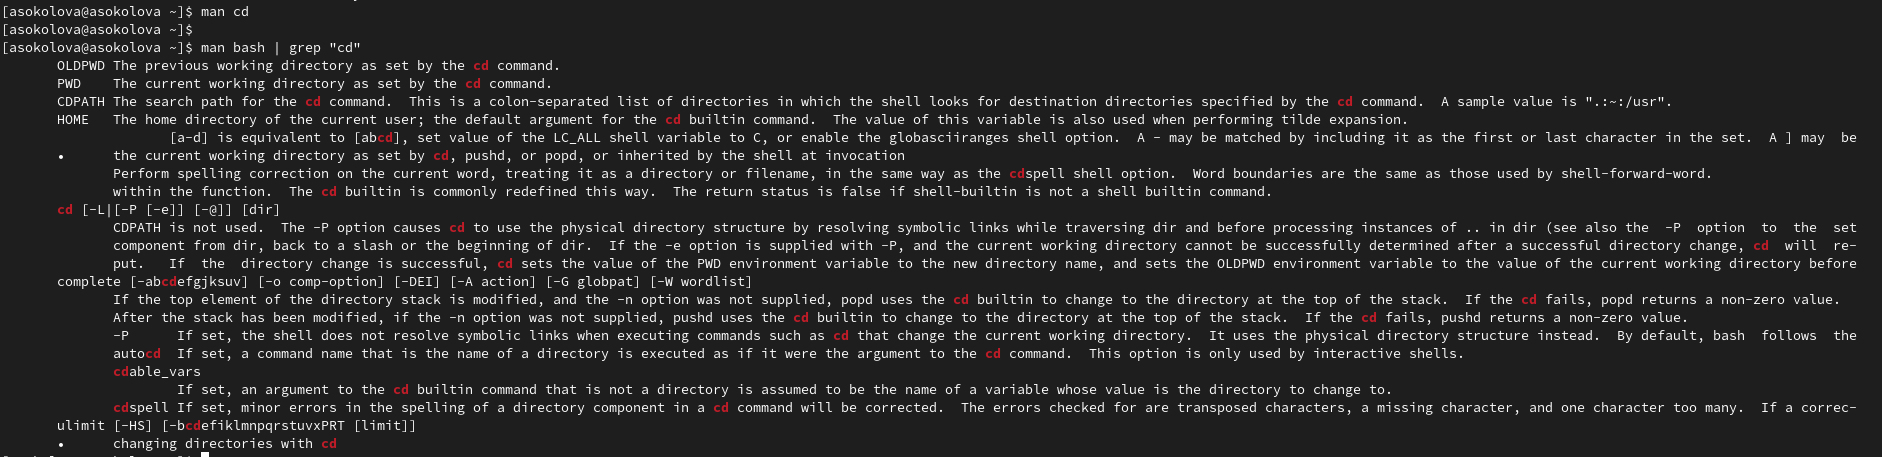 [asokolova@asokolova ~]$ man cd
[asokolova@asokolova ~]$
[asokolova@asokolova ~]$ man bash | grep "cd"
OLDPWD The previous working directory as set by the cd command.
PWD    The current working directory as set by the cd command.
CDPATH The search path for the cd command.  This is a colon-separated list of directories in which the shell looks for destination directories specified by the cd command.  A sample value is ".:~:/usr".
HOME   The home directory of the current user; the default argument for the cd builtin command.  The value of this variable is also used when performing tilde expansion.
[a-d] is equivalent to [abcd], set value of the LC_ALL shell variable to C, or enable the globasciiranges shell option.  A - may be matched by including it as the first or last character in the set.  A ] may  be
•      the current working directory as set by cd, pushd, or popd, or inherited by the shell at invocation
Perform spelling correction on the current word, treating it as a directory or filename, in the same way as the cdspell shell option.  Word boundaries are the same as those used by shell-forward-word.
within the function.  The cd builtin is commonly redefined this way.  The return status is false if shell-builtin is not a shell builtin command.
cd [-L|[-P [-e]] [-@]] [dir]
CDPATH is not used.  The -P option causes cd to use the physical directory structure by resolving symbolic links while traversing dir and before processing instances of .. in dir (see also the  -P  option  to  the  set
component from dir, back to a slash or the beginning of dir.  If the -e option is supplied with -P, and the current working directory cannot be successfully determined after a successful directory change, cd  will  re-
put.   If  the  directory change is successful, cd sets the value of the PWD environment variable to the new directory name, and sets the OLDPWD environment variable to the value of the current working directory before
complete [-abcdefgjksuv] [-o comp-option] [-DEI] [-A action] [-G globpat] [-W wordlist]
If the top element of the directory stack is modified, and the -n option was not supplied, popd uses the cd builtin to change to the directory at the top of the stack.  If the cd fails, popd returns a non-zero value.
After the stack has been modified, if the -n option was not supplied, pushd uses the cd builtin to change to the directory at the top of the stack.  If the cd fails, pushd returns a non-zero value.
-P      If set, the shell does not resolve symbolic links when executing commands such as cd that change the current working directory.  It uses the physical directory structure instead.  By default, bash  follows  the
autocd  If set, a command name that is the name of a directory is executed as if it were the argument to the cd command.  This option is only used by interactive shells.
cdable_vars
If set, an argument to the cd builtin command that is not a directory is assumed to be the name of a variable whose value is the directory to change to.
cdspell If set, minor errors in the spelling of a directory component in a cd command will be corrected.  The errors checked for are transposed characters, a missing character, and one character too many.  If a correc-
ulimit [-HS] [-bcdefiklmnpqrstuvxPRT [limit]]
•      changing directories with cd